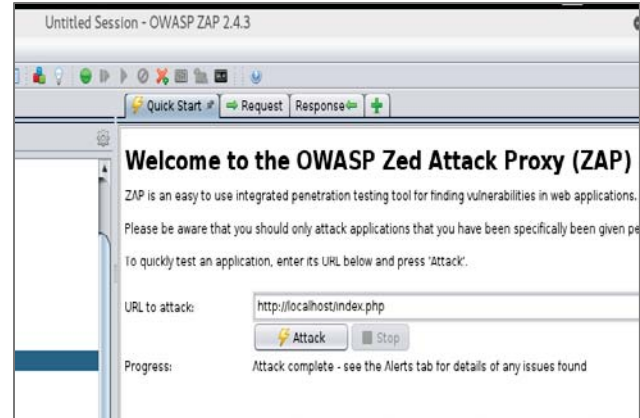 Untitled Session - OWASP ZAP 2.4.3
Quick Start
Request
Response
Welcome to the OWASP Zed Attack Proxy (ZAP)
ZAP is an easy to use integrated penetration testing tool for finding vulnerabilities in web applications.
Please be aware that you should only attack applications that you have been specifically been given pe
To quickly test an application, enter its URL below and press 'Attack'.
URL to attack:
http://localhost/index.php
Attack
Stop
Progress:
Attack complete - see the Alerts tab for details of any issues found